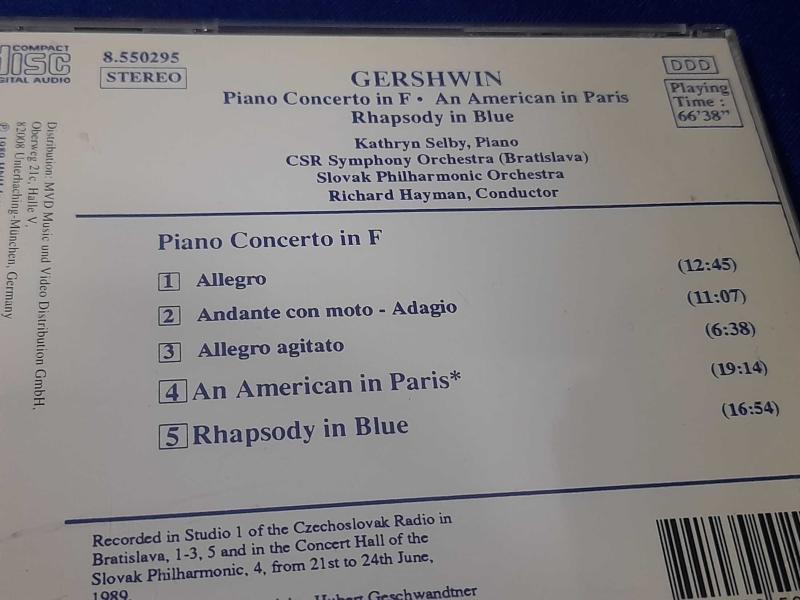 COMPACT
disc
DIGITAL AUDIO
8.550295
STEREO
GERSHWIN
Piano Concerto in F • An American in Paris
Rhapsody in Blue
Kathryn Selby, Piano
CSR Symphony Orchestra (Bratislava)
Slovak Philharmonic Orchestra
Richard Hayman, Conductor
DDD
Playing
Time :
66'38"
Distribution: MVD Music und Video Distribution GmbH,
Oberweg 21c, Halle V,
82008 Unterhaching-München, Germany
℗ 1989
Piano Concerto in F
1 Allegro (12:45)
2 Andante con moto - Adagio (11:07)
3 Allegro agitato (6:38)
4 An American in Paris* (19:14)
5 Rhapsody in Blue (16:54)
Recorded in Studio 1 of the Czechoslovak Radio in
Bratislava, 1-3, 5 and in the Concert Hall of the
Slovak Philharmonic, 4, from 21st to 24th June,
1989.
Hubert Geschwandtner